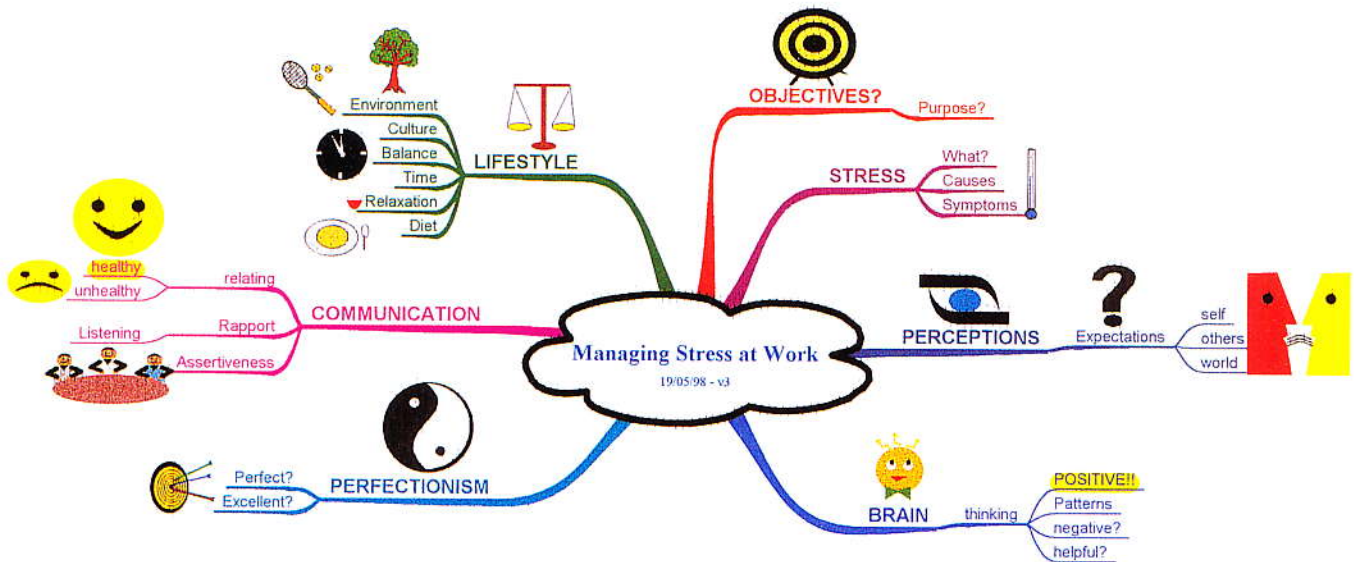 Managing Stress at Work
19/05/98 - v3
OBJECTIVES?
Purpose?
STRESS
What?
Causes
Symptoms
PERCEPTIONS
Expectations
self
others
world
BRAIN
thinking
POSITIVE!!
Patterns
negative?
helpful?
PERFECTIONISM
Perfect?
Excellent?
COMMUNICATION
relating
healthy
unhealthy
Rapport
Listening
Assertiveness
LIFESTYLE
Environment
Culture
Balance
Time
Relaxation
Diet